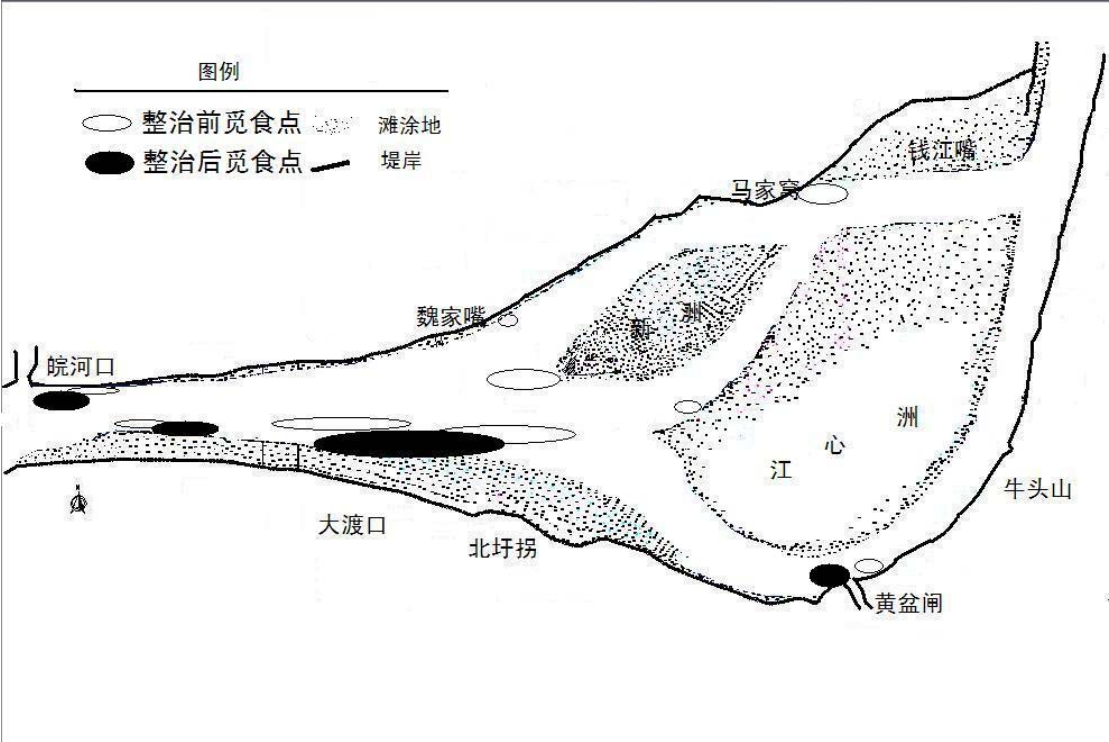 图例
整治前觅食点
滩涂地
整治后觅食点
堤岸
钱江嘴
马家窝
新洲
魏家嘴
皖河口
江心洲
牛头山
大渡口
北圩拐
黄盆闸